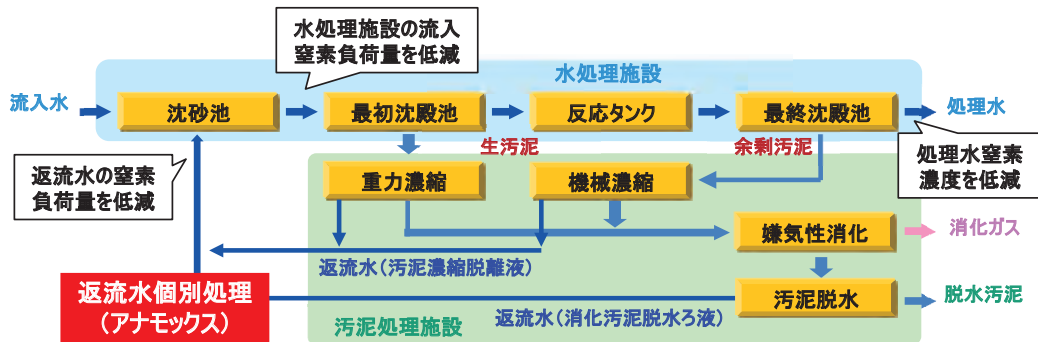 水処理施設の流入
窒素負荷量を低減
水処理施設
流入水
沈砂池
最初沈殿池
反応タンク
最終沈殿池
処理水
生汚泥
余剰汚泥
処理水窒素
濃度を低減
返流水の窒素
負荷量を低減
重力濃縮
機械濃縮
嫌気性消化
消化ガス
返流水(汚泥濃縮脱離液)
返流水個別処理
(アナモックス)
汚泥脱水
脱水汚泥
返流水(消化汚泥脱水ろ液)
汚泥処理施設